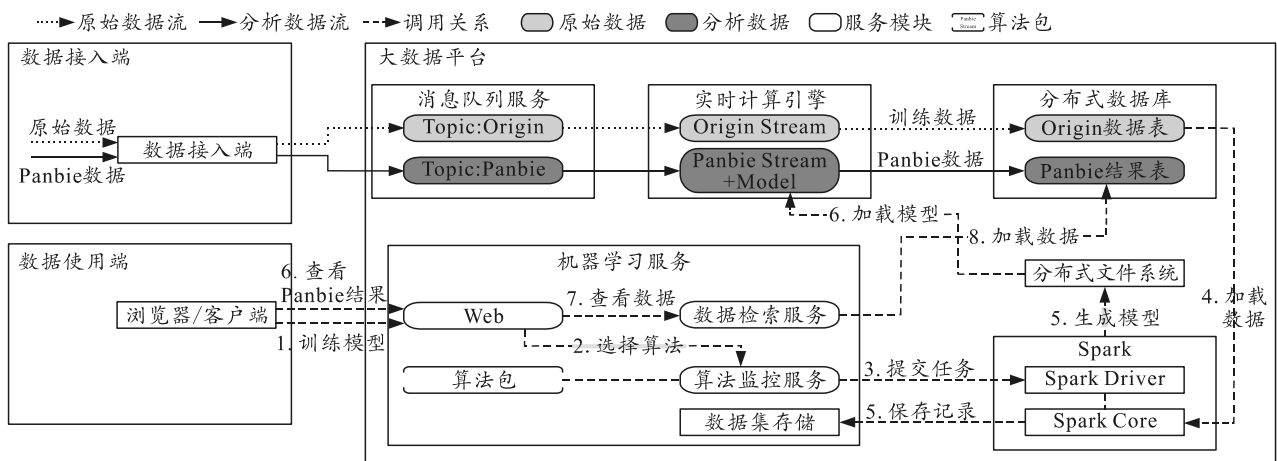 原始数据流 分析数据流 调用关系 原始数据 分析数据 服务模块 Panbie Stream 算法包
数据接入端
大数据平台
消息队列服务
实时计算引擎
分布式数据库
原始数据
数据接入端
Panbie数据
Topic:Origin
Origin Stream
训练数据
Origin数据表
Topic:Panbie
Panbie Stream
+Model
Panbie数据
Panbie结果表
6. 加载模型
8. 加载数据
数据使用端
机器学习服务
分布式文件系统
6. 查看
Panbie结果
浏览器/客户端
1. 训练模型
Web
7. 查看数据
数据检索服务
4. 加载
数据
5. 生成模型
2. 选择算法
Spark
算法包
算法监控服务
3. 提交任务
Spark Driver
数据集存储
5. 保存记录
Spark Core